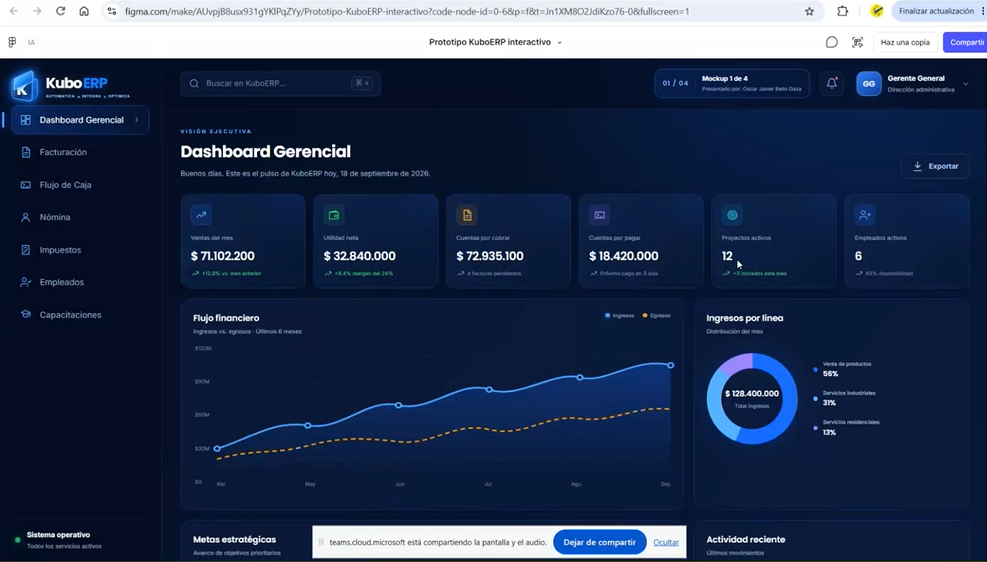 figma.com/make/AUvpjB8usx931gYKlPqZYy/Prototipo-KuboERP-interactivo?code-node-id=0-6&p=f&t=Jn1XM8O2JdiKzo76-0&fullscreen=1
Finalizar actualización
IA
Prototipo KuboERP interactivo
Haz una copia
Compartir
KuboERP
AUTOMATIZA • INTEGRA • OPTIMIZA
Buscar en KuboERP...
⌘ K
01 / 04
Mockup 1 de 4
Presentado por: Oscar Javier Bello Daza
GG
Gerente General
Dirección administrativa
Dashboard Gerencial
Facturación
Flujo de Caja
Nómina
Impuestos
Empleados
Capacitaciones
Sistema operativo
Todos los servicios activos
VISIÓN EJECUTIVA
Dashboard Gerencial
Buenos días. Este es el pulso de KuboERP hoy, 18 de septiembre de 2026.
Exportar
Ventas del mes
$ 71.102.200
+12,8% vs. mes anterior
Utilidad neta
$ 32.840.000
+8.4% margen del 24%
Cuentas por cobrar
$ 72.935.100
4 facturas pendientes
Cuentas por pagar
$ 18.420.000
Próximo pago en 3 días
Proyectos activos
12
+3 iniciados este mes
Empleados activos
6
93% disponibilidad
Flujo financiero
Ingresos vs. egresos · Últimos 6 meses
Ingresos
Egresos
$120M
$90M
$60M
$30M
$0
Abr
May
Jun
Jul
Ago
Sep
Ingresos por línea
Distribución del mes
$ 128.400.000
Total ingresos
Venta de productos
56%
Servicios industriales
31%
Servicios residenciales
13%
Metas estratégicas
Avance de objetivos prioritarios
Actividad reciente
Últimos movimientos
teams.cloud.microsoft está compartiendo la pantalla y el audio.
Dejar de compartir
Ocultar